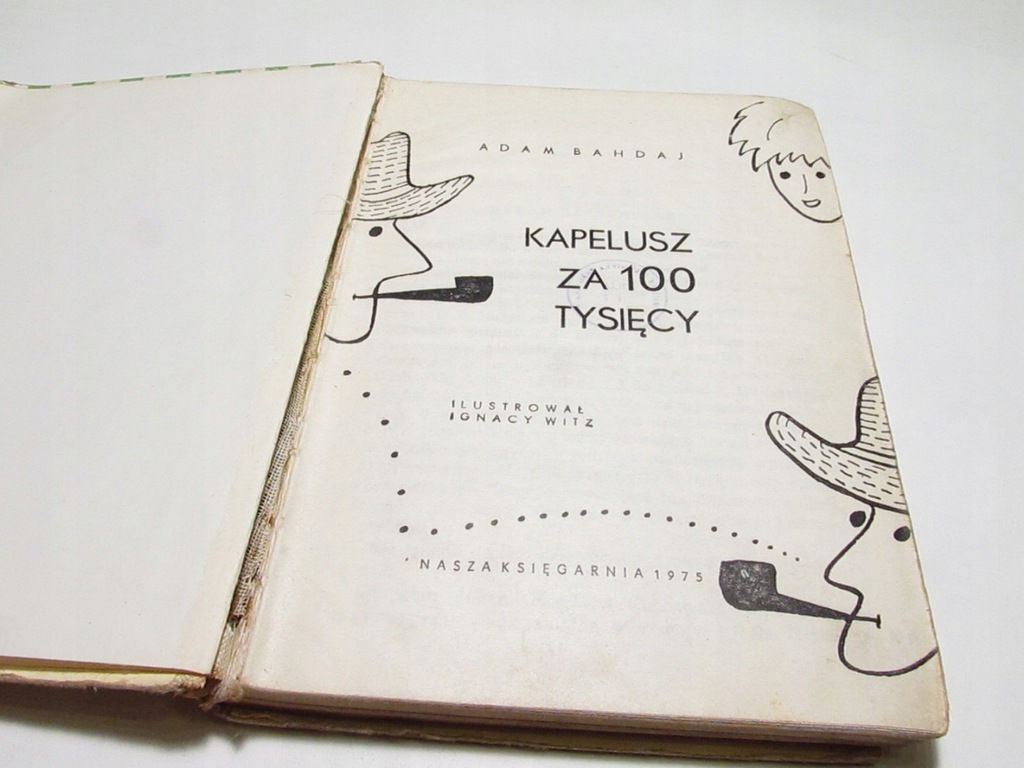 ADAM BAHDAJ
KAPELUSZ
ZA 100
TYSIĘCY
ILUSTROWAŁ
IGNACY WITZ
NASZA KSIĘGARNIA 1975